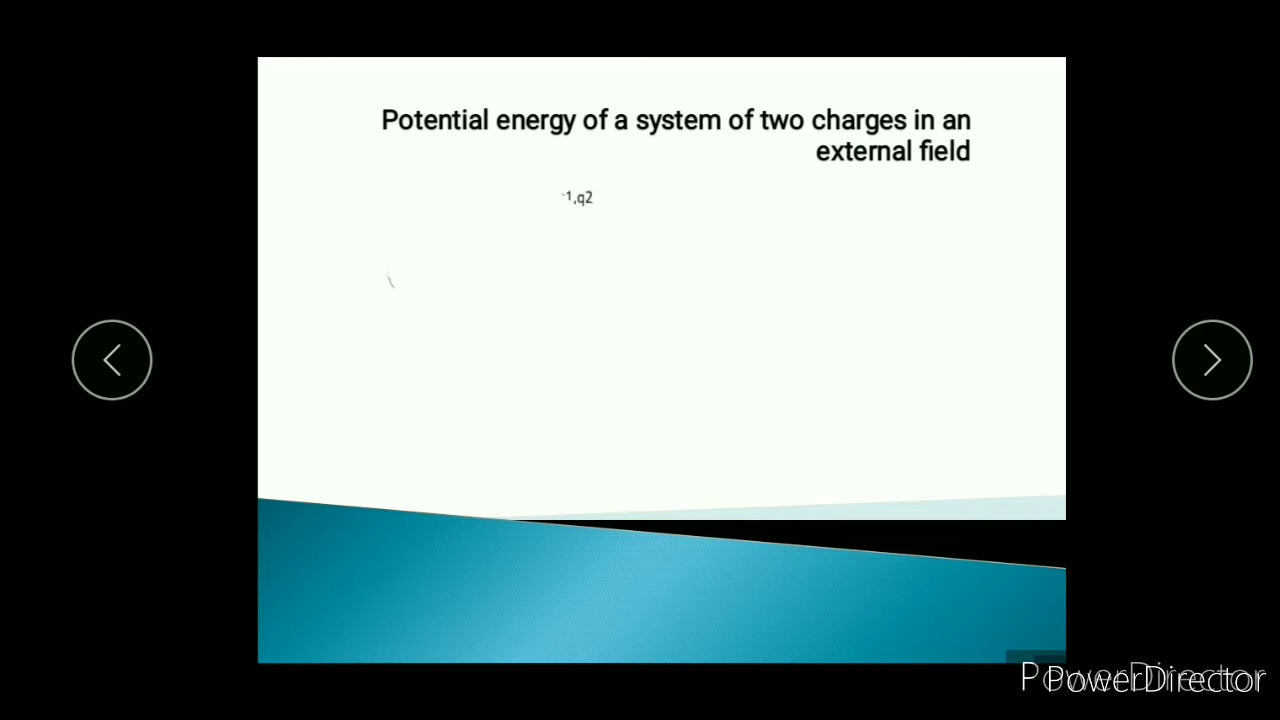 Potential energy of a system of two charges in an
external field
1,q2
PowerDirector